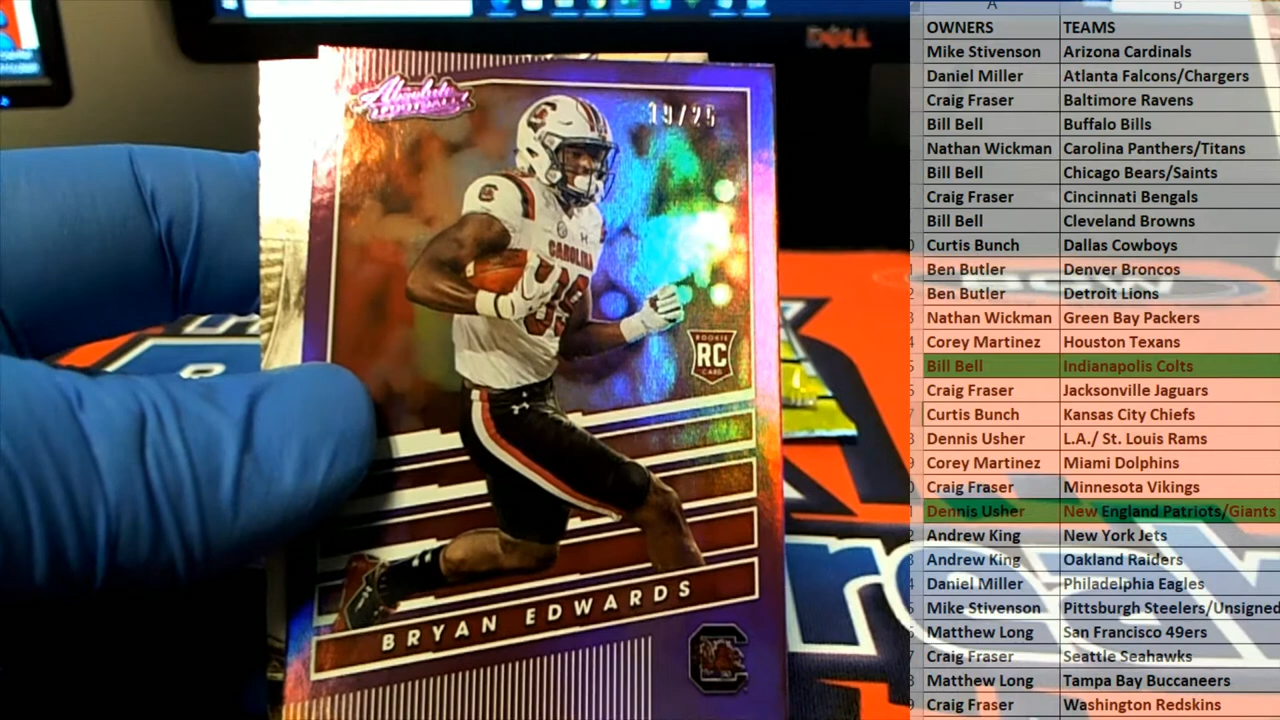 DELL
Absolute
FOOTBALL
19/25
C
CAROLINA
ROOKIE
RC
CARD
BRYAN EDWARDS
C
A B
OWNERS TEAMS
Mike Stivenson Arizona Cardinals
Daniel Miller Atlanta Falcons/Chargers
Craig Fraser Baltimore Ravens
Bill Bell Buffalo Bills
Nathan Wickman Carolina Panthers/Titans
Bill Bell Chicago Bears/Saints
Craig Fraser Cincinnati Bengals
Bill Bell Cleveland Browns
Curtis Bunch Dallas Cowboys
Ben Butler Denver Broncos
Ben Butler Detroit Lions
Nathan Wickman Green Bay Packers
Corey Martinez Houston Texans
Bill Bell Indianapolis Colts
Craig Fraser Jacksonville Jaguars
Curtis Bunch Kansas City Chiefs
Dennis Usher L.A./ St. Louis Rams
Corey Martinez Miami Dolphins
Craig Fraser Minnesota Vikings
Dennis Usher New England Patriots/Giants
Andrew King New York Jets
Andrew King Oakland Raiders
Daniel Miller Philadelphia Eagles
Mike Stivenson Pittsburgh Steelers/Unsigned
Matthew Long San Francisco 49ers
Craig Fraser Seattle Seahawks
Matthew Long Tampa Bay Buccaneers
Craig Fraser Washington Redskins